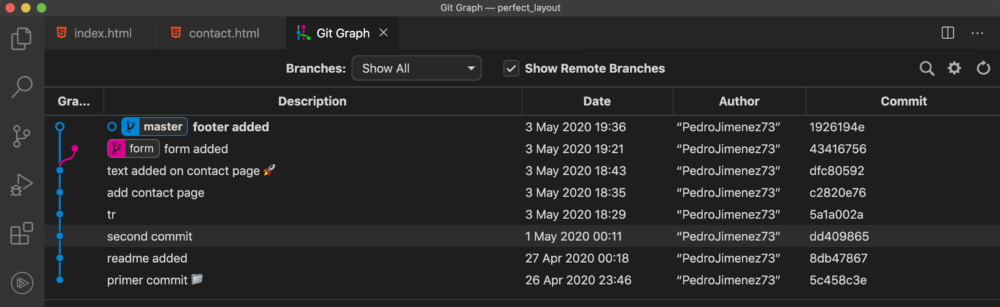 Git Graph — perfect_layout
index.html contact.html Git Graph
Branches: Show All Show Remote Branches
Gra... Description Date Author Commit
master footer added 3 May 2020 19:36 “PedroJimenez73” 1926194e
form form added 3 May 2020 19:21 “PedroJimenez73” 43416756
text added on contact page 🚀 3 May 2020 18:43 “PedroJimenez73” dfc80592
add contact page 3 May 2020 18:35 “PedroJimenez73” c2820e76
tr 3 May 2020 18:29 “PedroJimenez73” 5a1a002a
second commit 1 May 2020 00:11 “PedroJimenez73” dd409865
readme added 27 Apr 2020 00:18 “PedroJimenez73” 8db47867
primer commit 📁 26 Apr 2020 23:46 “PedroJimenez73” 5c458c3e